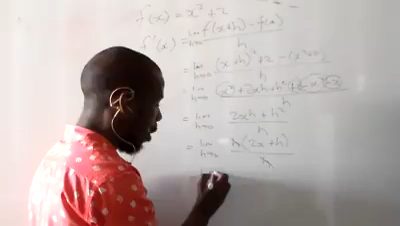 f(x) = x² + 2
f'(x) = lim h→0 f(x+h) - f(x) / h
= lim h→0 (x+h)² + 2 - (x²+2) / h
= lim h→0 x² + 2xh + h² + 2 - x² - 2 / h
= lim h→0 2xh + h² / h
= lim h→0 h(2x+h) / h
= lim